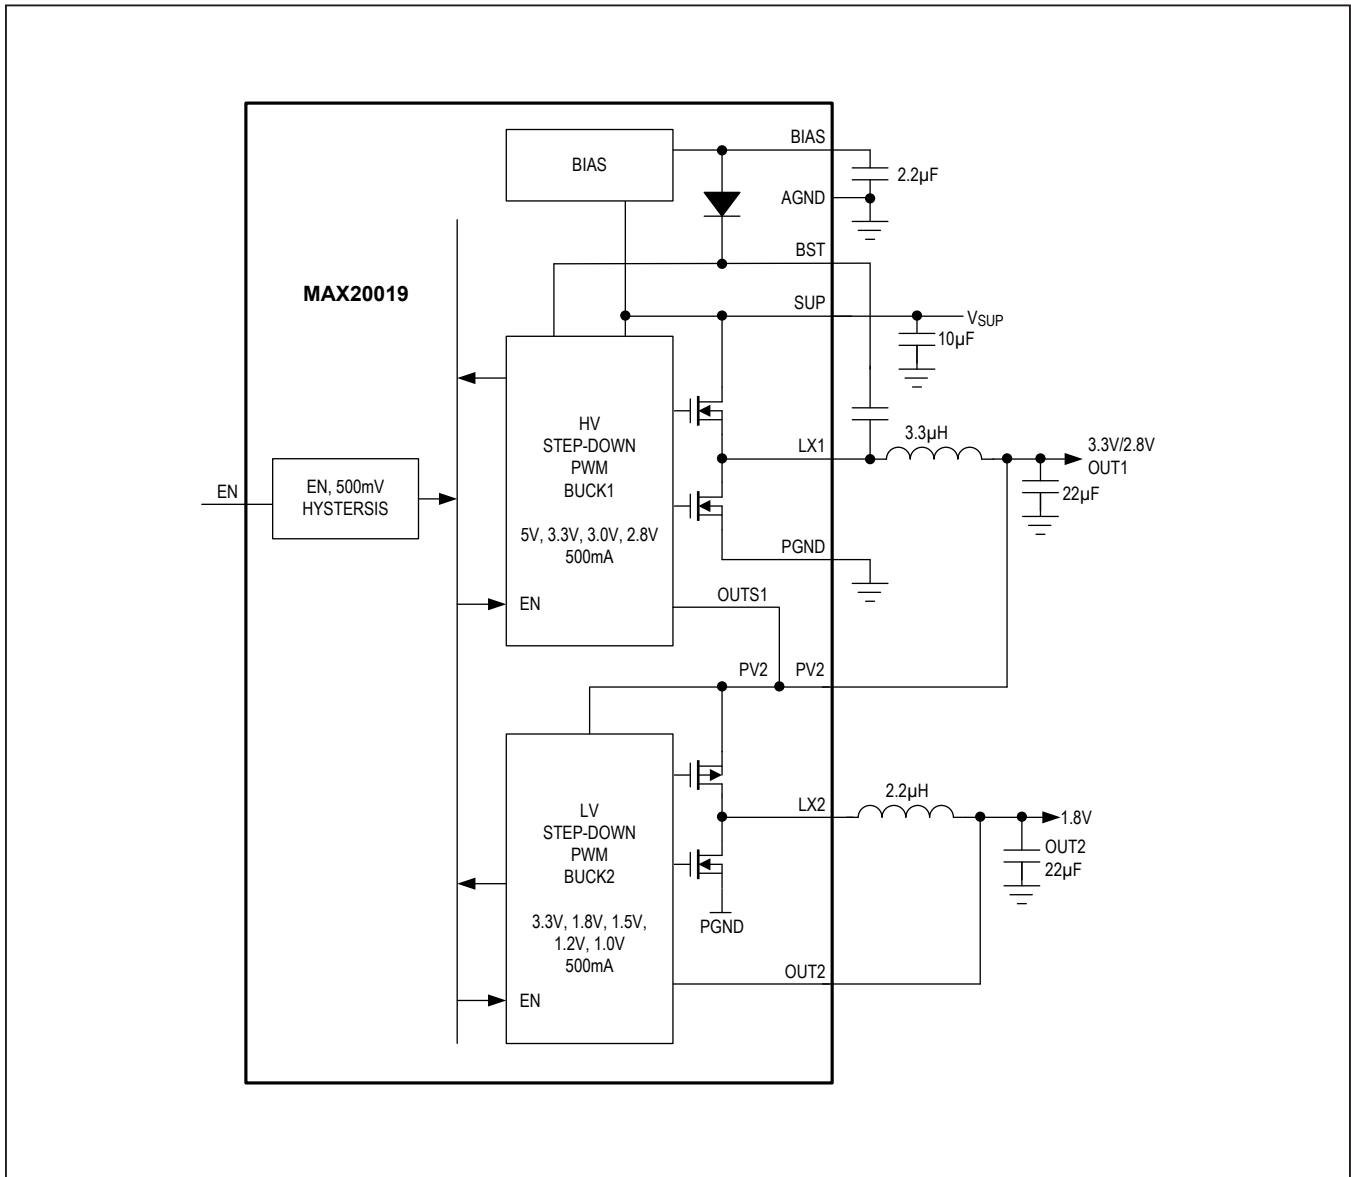 BIAS
BIAS
2.2µF
AGND
BST
MAX20019
SUP
VSUP
10µF
HV
STEP-DOWN
PWM
BUCK1
5V, 3.3V, 3.0V, 2.8V
500mA
LX1
3.3µH
3.3V/2.8V
OUT1
22µF
EN
EN, 500mV
HYSTERSIS
PGND
EN
OUTS1
PV2
PV2
LV
STEP-DOWN
PWM
BUCK2
3.3V, 1.8V, 1.5V,
1.2V, 1.0V
500mA
LX2
2.2µH
1.8V
OUT2
22µF
PGND
OUT2
EN